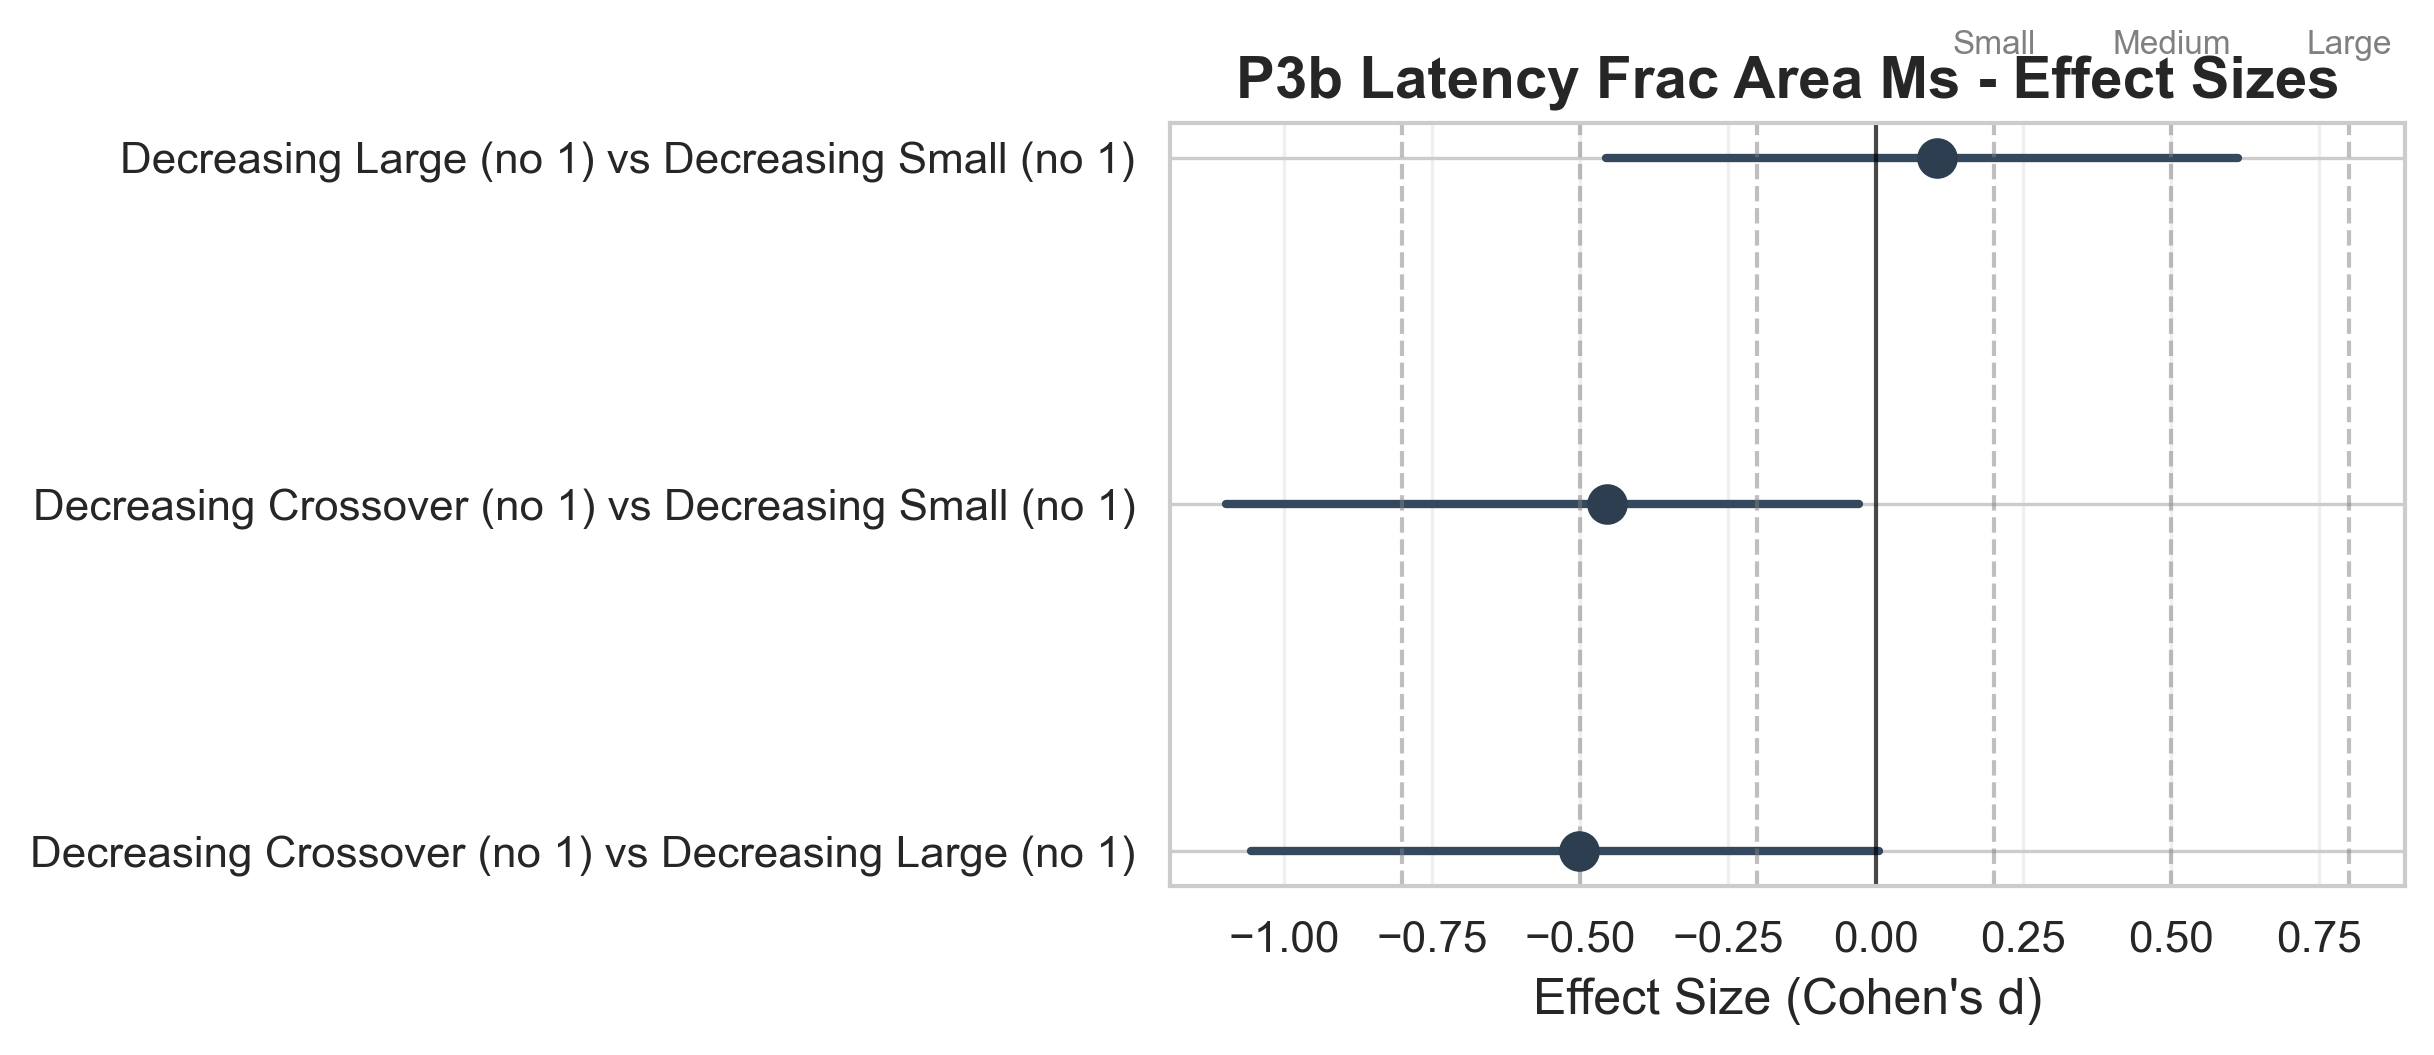 Small Medium Large
P3b Latency Frac Area Ms - Effect Sizes
Decreasing Large (no 1) vs Decreasing Small (no 1)
Decreasing Crossover (no 1) vs Decreasing Small (no 1)
Decreasing Crossover (no 1) vs Decreasing Large (no 1)
−1.00 −0.75 −0.50 −0.25 0.00 0.25 0.50 0.75
Effect Size (Cohen's d)